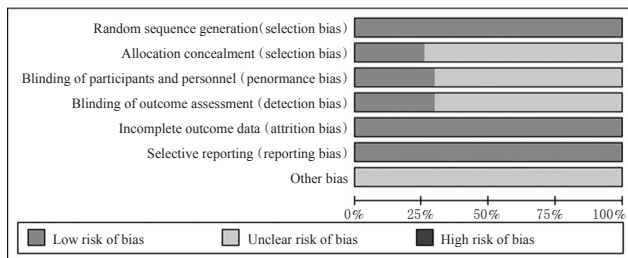 Random sequence generation(selection bias)
Allocation concealment (selection bias)
Blinding of participants and personnel (penormance bias)
Blinding of outcome assessment (detection bias)
Incomplete outcome data (attrition bias)
Selective reporting (reporting bias)
Other bias
0% 25% 50% 75% 100%
Low risk of bias Unclear risk of bias High risk of bias